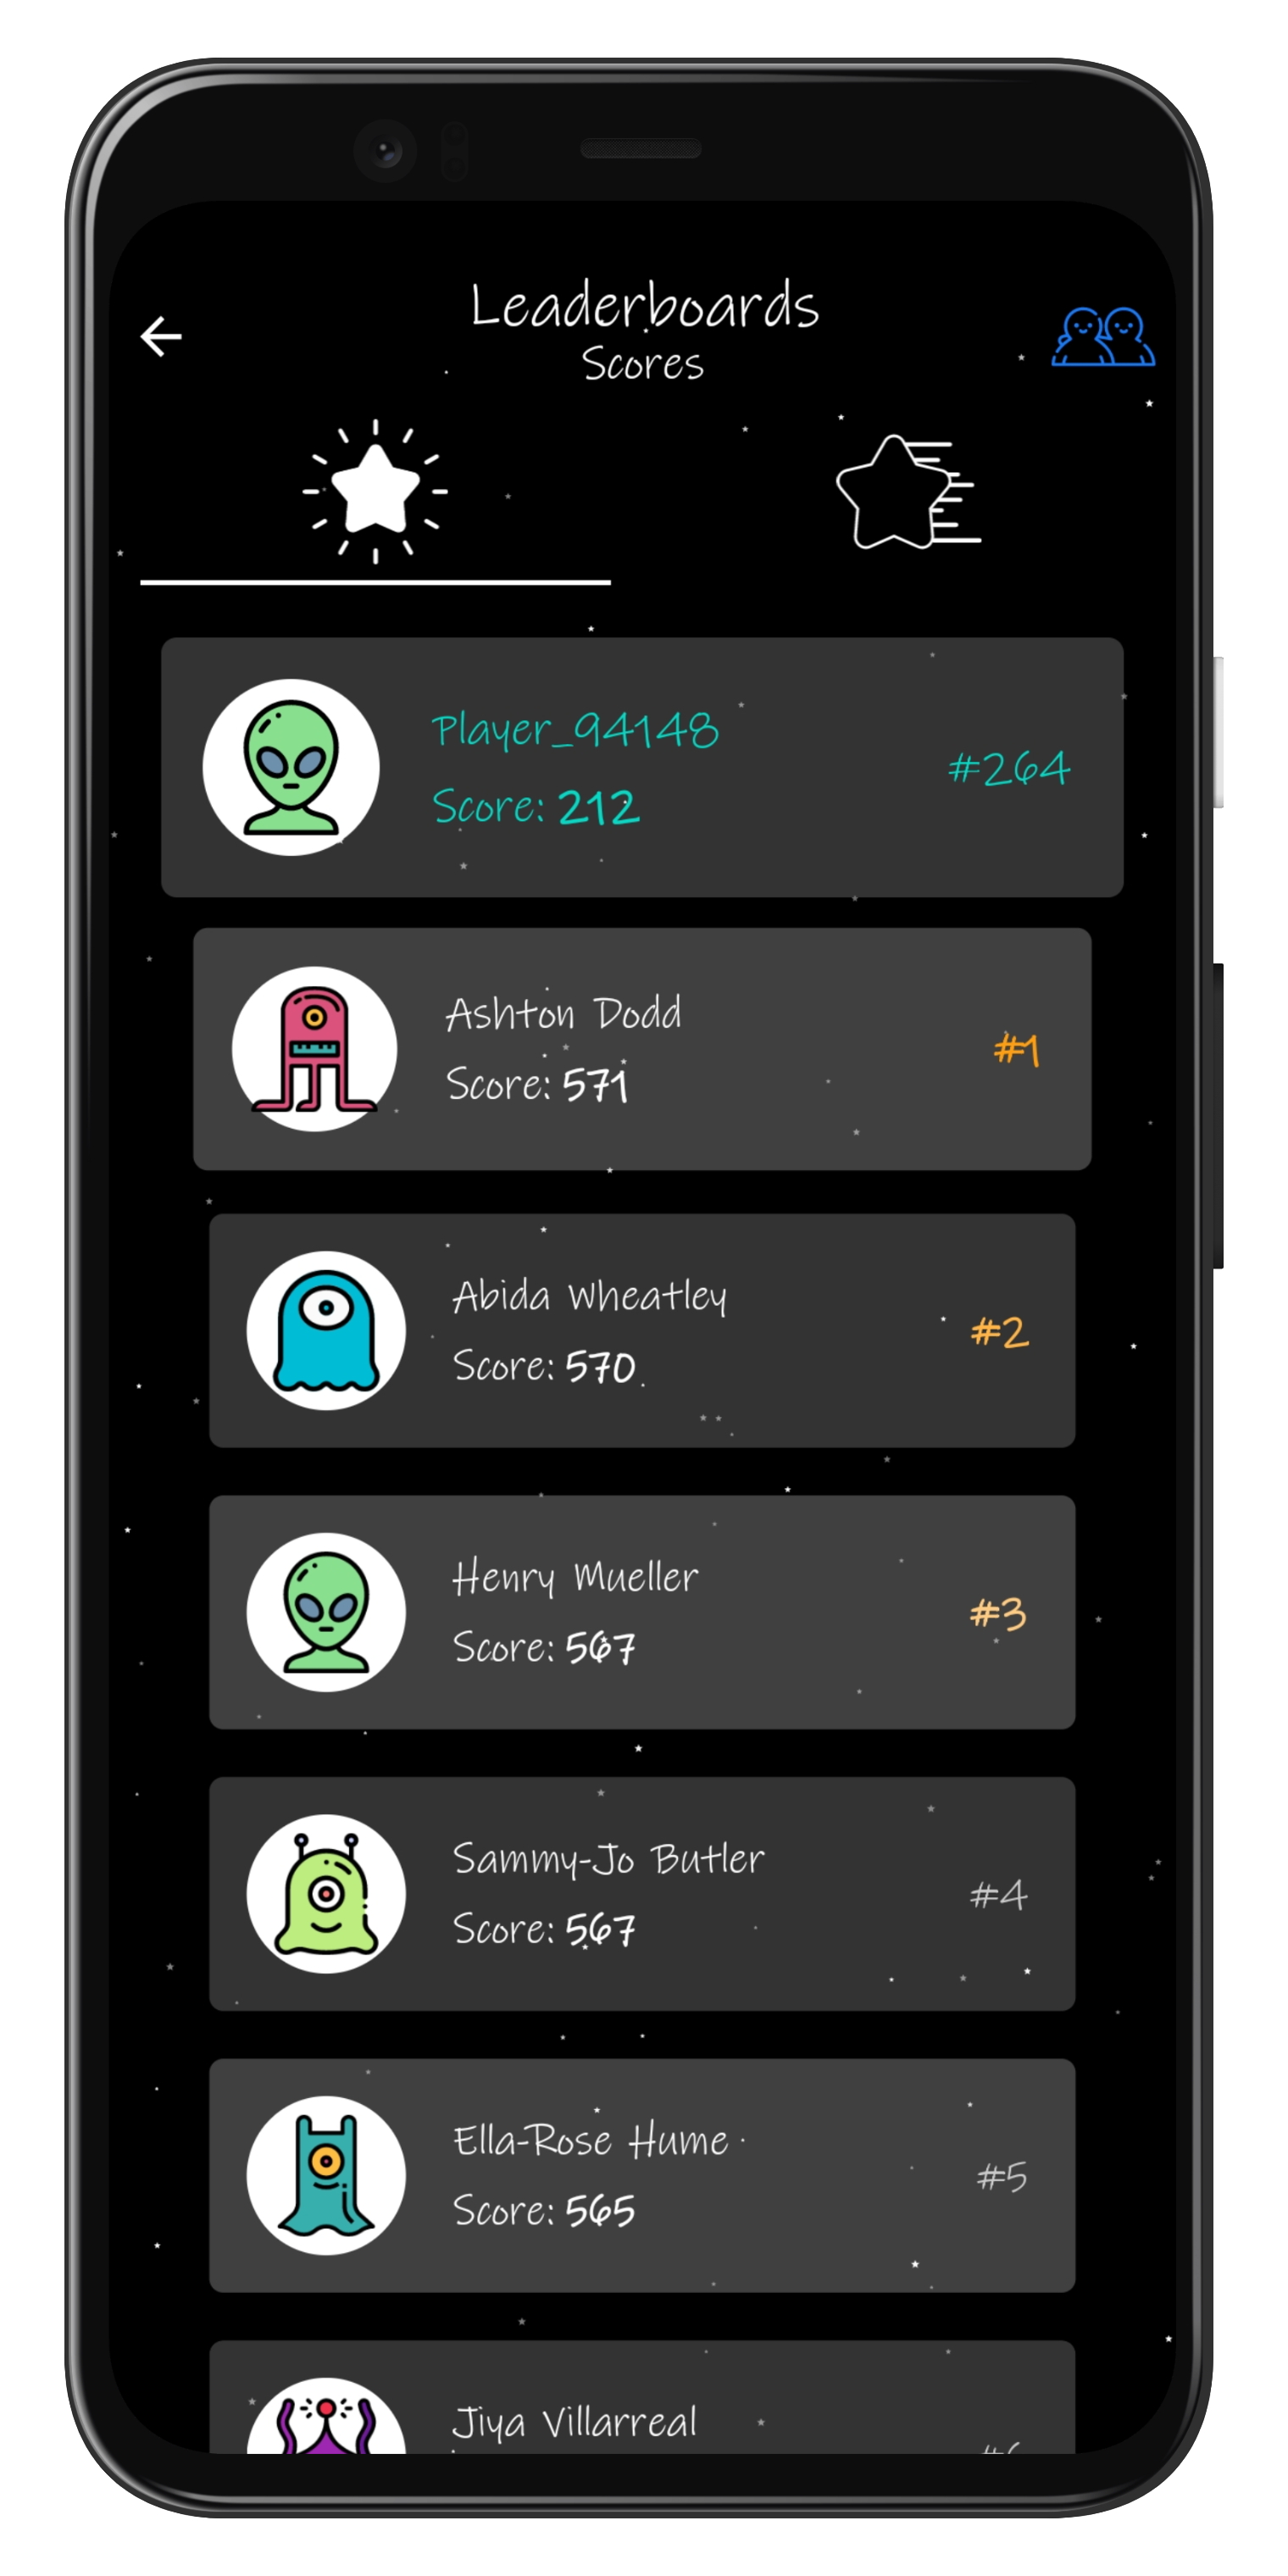 Leaderboards
Scores
Player_94148
Score: 212
#264
Ashton Dodd
Score: 571
#1
Abida Wheatley
Score: 570
#2
Henry Mueller
Score: 567
#3
Sammy-Jo Butler
Score: 567
#4
Ella-Rose Hume
Score: 565
#5
Jiya Villarreal